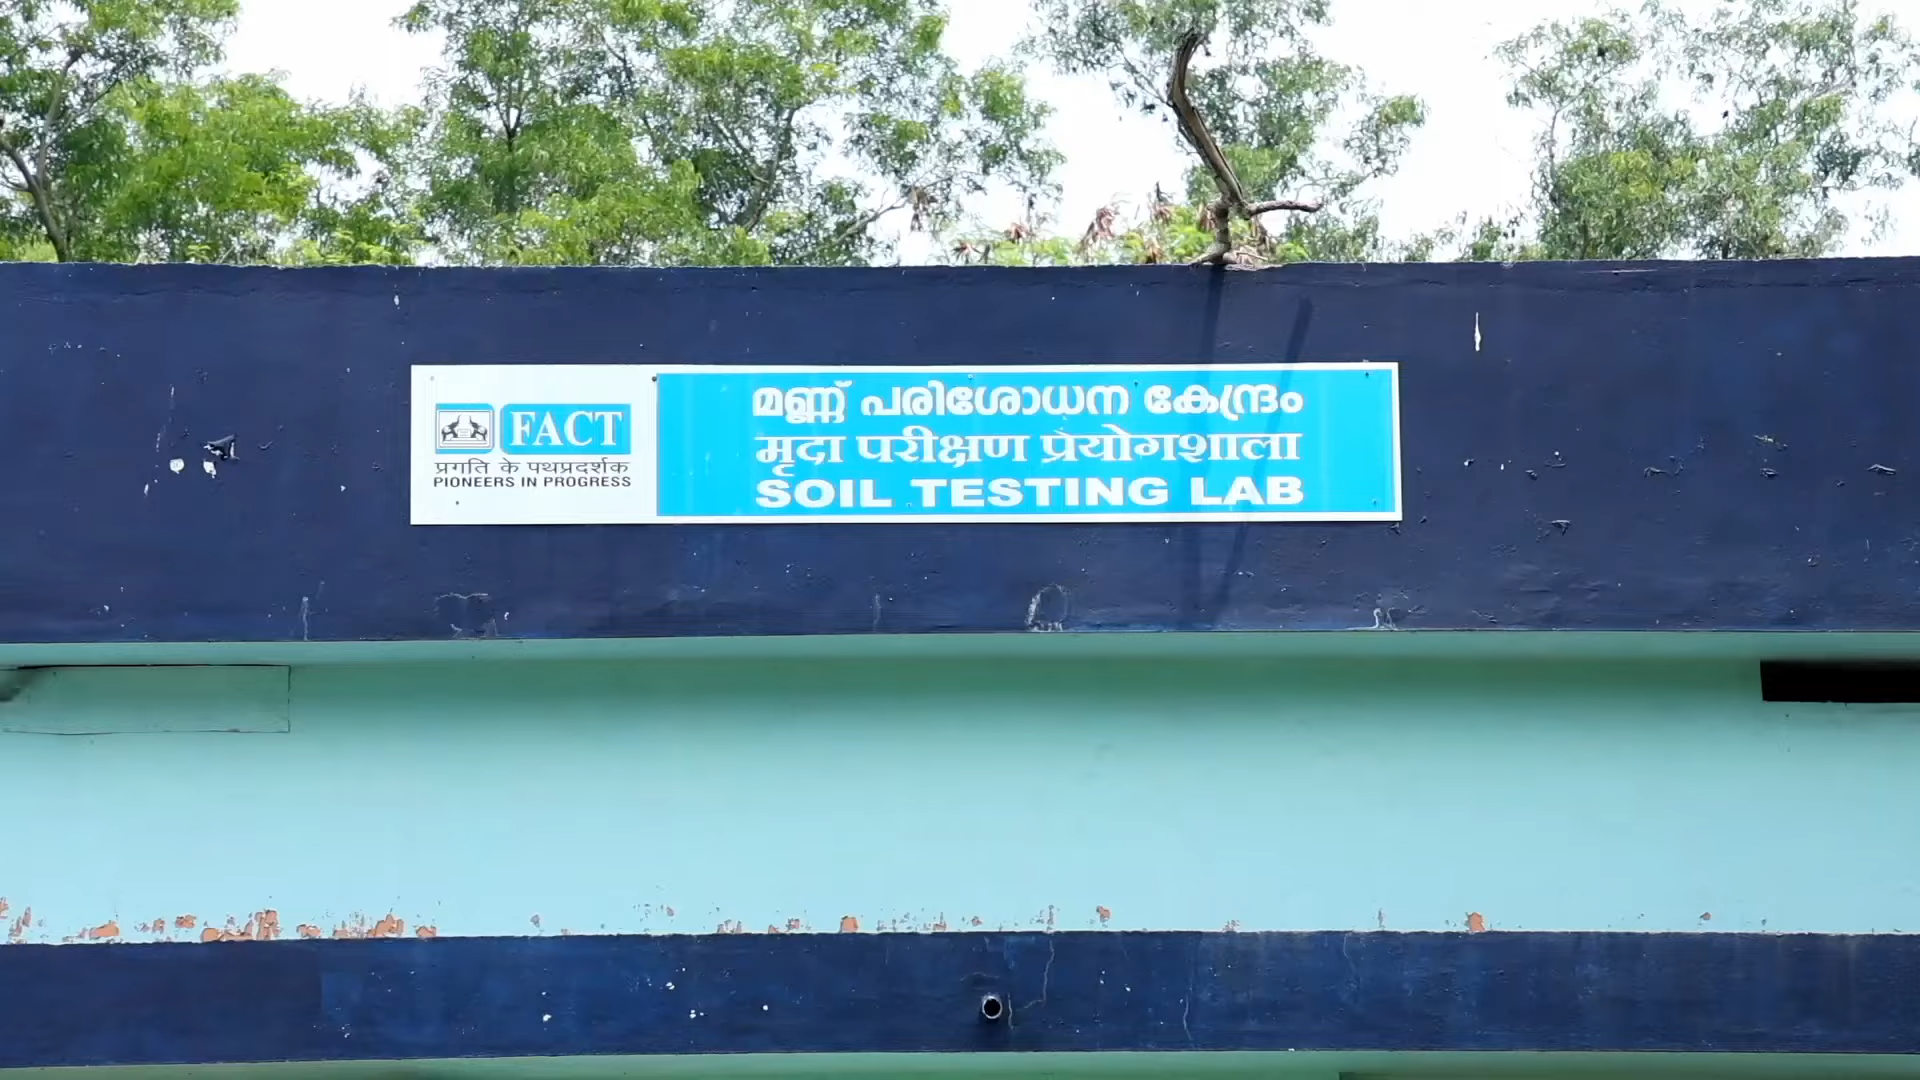 FACT
प्रगति के पथप्रदर्शक
PIONEERS IN PROGRESS
മണ്ണ് പരിശോധന കേന്ദ്രം
मृदा परीक्षण प्रयोगशाला
SOIL TESTING LAB